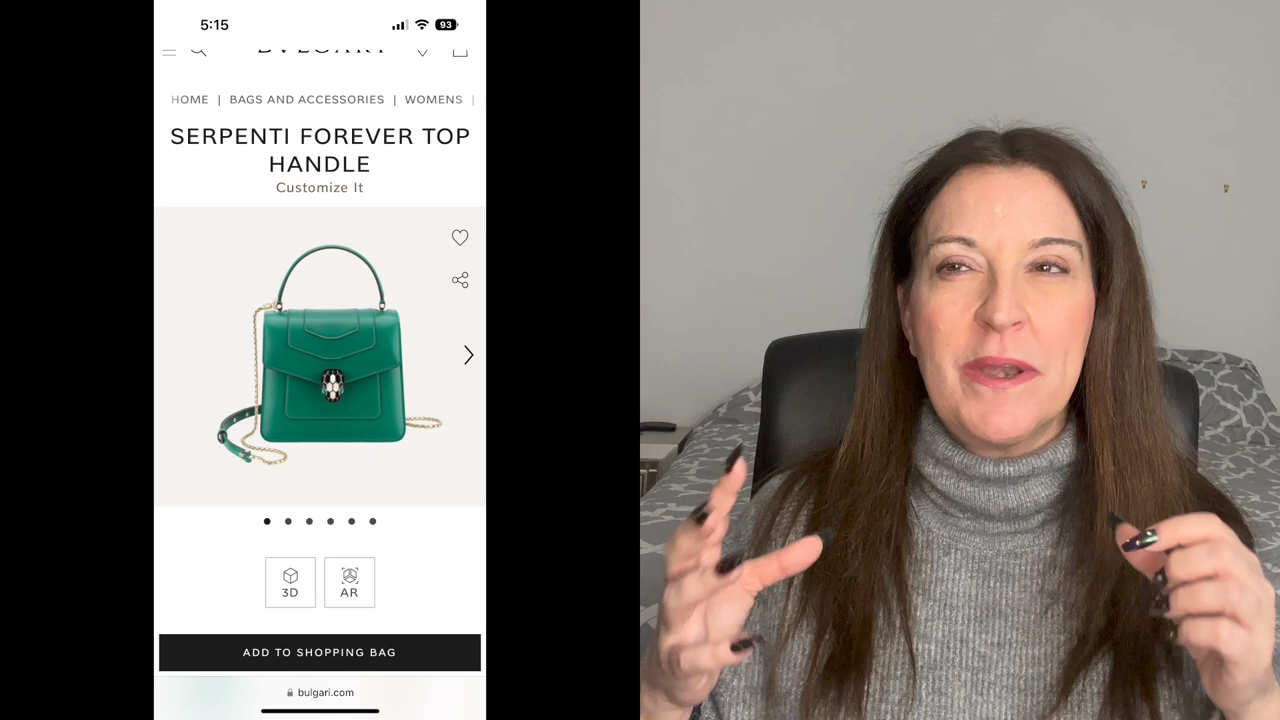 5:15
93
BVLGARI
HOME | BAGS AND ACCESSORIES | WOMENS |
SERPENTI FOREVER TOP
HANDLE
Customize It
3D
AR
ADD TO SHOPPING BAG
bulgari.com